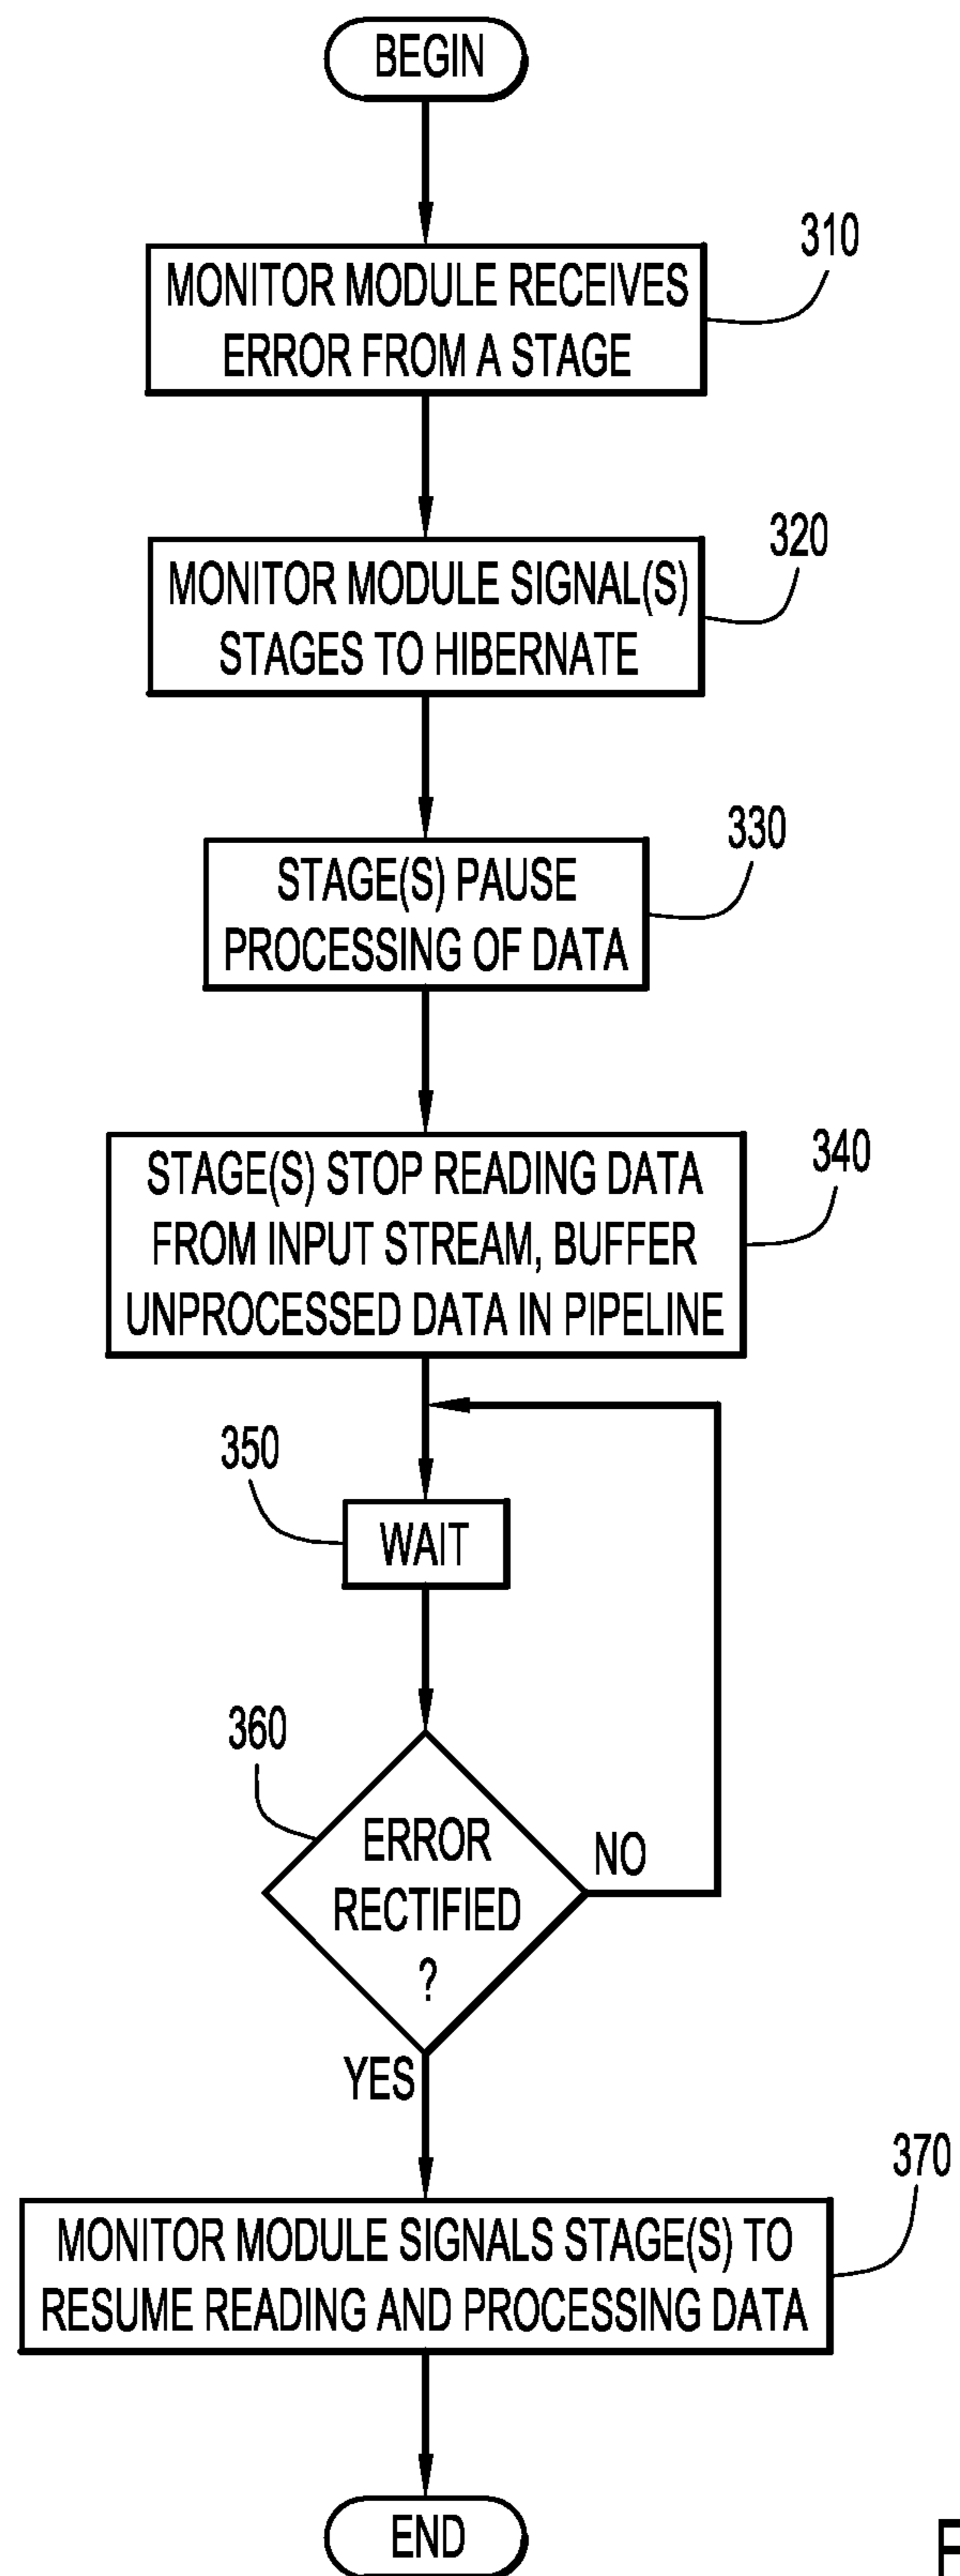 BEGIN
310
MONITOR MODULE RECEIVES
ERROR FROM A STAGE
320
MONITOR MODULE SIGNAL(S)
STAGES TO HIBERNATE
330
STAGE(S) PAUSE
PROCESSING OF DATA
340
STAGE(S) STOP READING DATA
FROM INPUT STREAM, BUFFER
UNPROCESSED DATA IN PIPELINE
350
WAIT
360
ERROR
RECTIFIED
?
NO
YES
370
MONITOR MODULE SIGNALS STAGE(S) TO
RESUME READING AND PROCESSING DATA
END